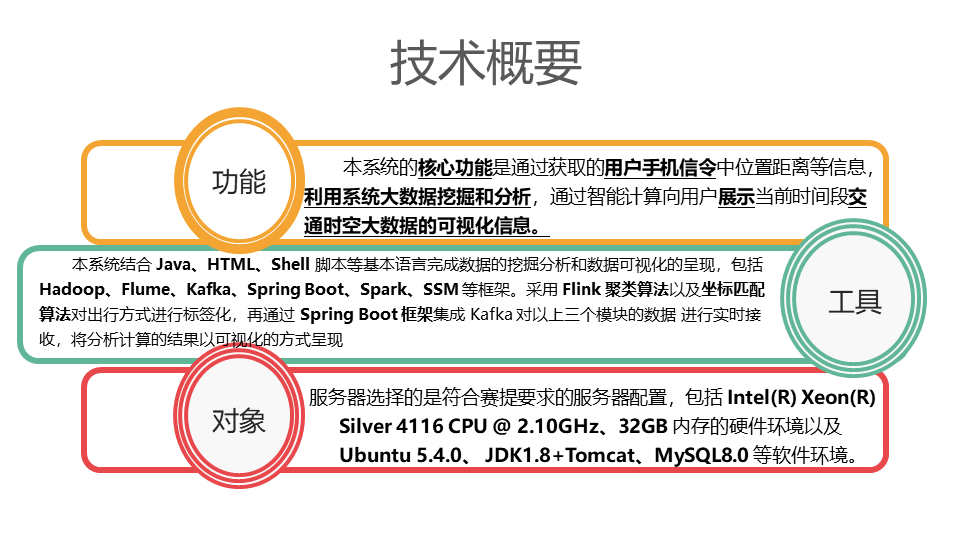 技术概要
功能
本系统的核心功能是通过获取的用户手机信令中位置距离等信息，
利用系统大数据挖掘和分析，通过智能计算向用户展示当前时间段交
通时空大数据的可视化信息。
本系统结合 Java、HTML、Shell 脚本等基本语言完成数据的挖掘分析和数据可视化的呈现，包括
Hadoop、Flume、Kafka、Spring Boot、Spark、SSM 等框架。采用 Flink 聚类算法以及坐标匹配
算法对出行方式进行标签化，再通过 Spring Boot 框架集成 Kafka 对以上三个模块的数据 进行实时接
收，将分析计算的结果以可视化的方式呈现
工具
对象
服务器选择的是符合赛提要求的服务器配置，包括 Intel(R) Xeon(R)
Silver 4116 CPU @ 2.10GHz、32GB 内存的硬件环境以及
Ubuntu 5.4.0、 JDK1.8+Tomcat、MySQL8.0 等软件环境。